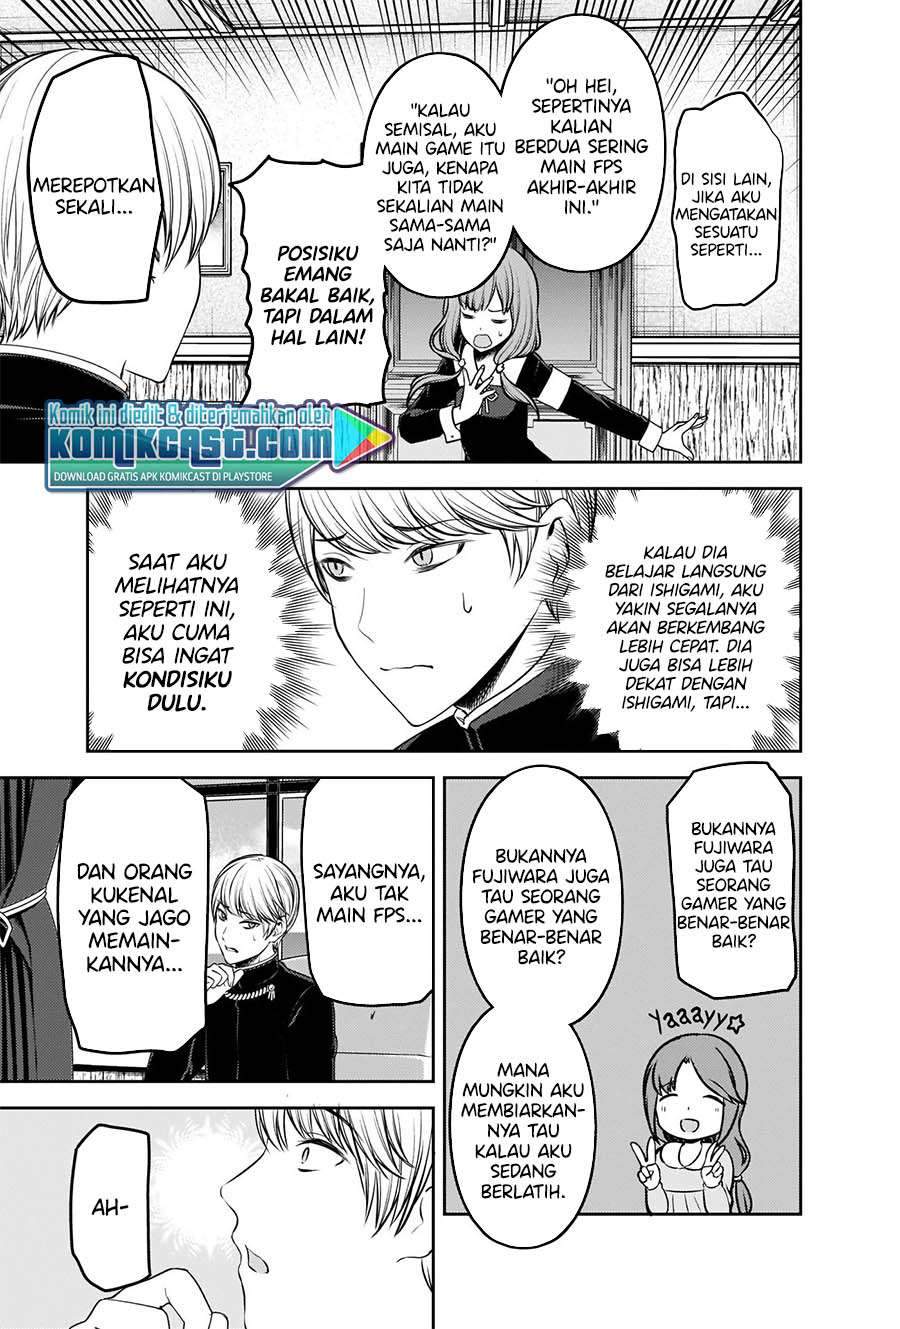 DI SISI LAIN,
JIKA AKU
MENGATAKAN
SESUATU
SEPERTI...
"OH HEI,
SEPERTINYA
KALIAN
BERDUA SERING
MAIN FPS
AKHIR-AKHIR
INI."
"KALAU
SEMISAL, AKU
MAIN GAME ITU
JUGA, KENAPA
KITA TIDAK
SEKALIAN MAIN
SAMA-SAMA
SAJA NANTI?"
POSISIKU
EMANG
BAKAL BAIK,
TAPI DALAM
HAL LAIN!
MEREPOTKAN
SEKALI...
Komik ini diedit & diterjemahkan oleh
KOMIKCAST.COM
DOWNLOAD GRATIS APK KOMIKCAST DI PLAYSTORE
KALAU DIA
BELAJAR LANGSUNG
DARI ISHIGAMI, AKU
YAKIN SEGALANYA
AKAN BERKEMBANG
LEBIH CEPAT. DIA
JUGA BISA LEBIH
DEKAT DENGAN
ISHIGAMI, TAPI...
SAAT AKU
MELIHATNYA
SEPERTI INI,
AKU CUMA
BISA INGAT
KONDISIKU
DULU.
BUKANNYA
FUJIWARA
JUGA TAU
SEORANG
GAMER YANG
BENAR-BENAR
BAIK?
BUKANNYA
FUJIWARA JUGA
TAU SEORANG
GAMER YANG
BENAR-BENAR
BAIK?
MANA
MUNGKIN AKU
MEMBIARKAN-
NYA TAU
KALAU AKU
SEDANG
BERLATIH.
Yaaayy☆
SAYANGNYA,
AKU TAK
MAIN FPS...
DAN ORANG
KUKENAL
YANG JAGO
MEMAIN-
KANNYA...
AH-